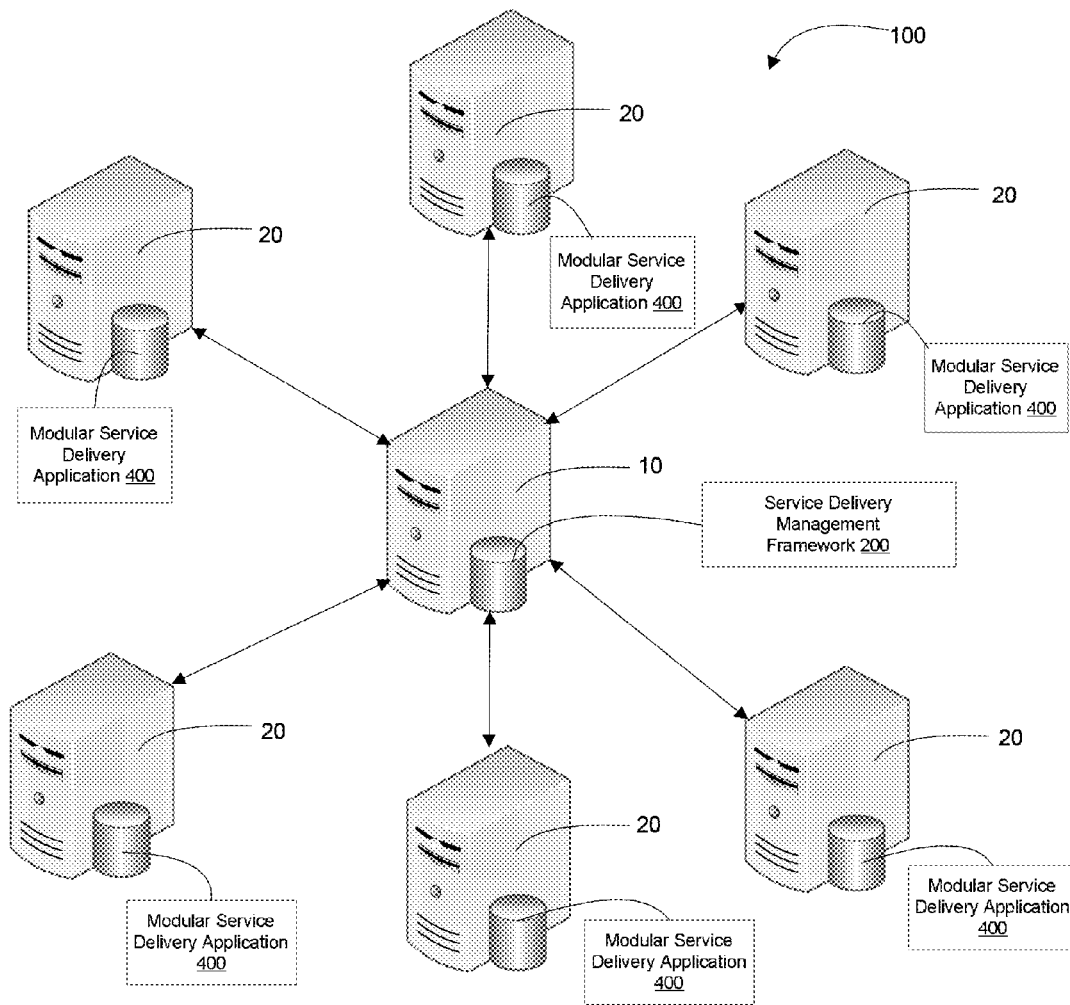 100
20
Modular Service
Delivery
Application 400
20
Modular Service
Delivery
Application 400
20
Modular Service
Delivery
Application 400
10
Service Delivery
Management
Framework 200
20
Modular Service
Delivery Application
400
20
Modular Service
Delivery Application
400
20
Modular Service
Delivery Application
400